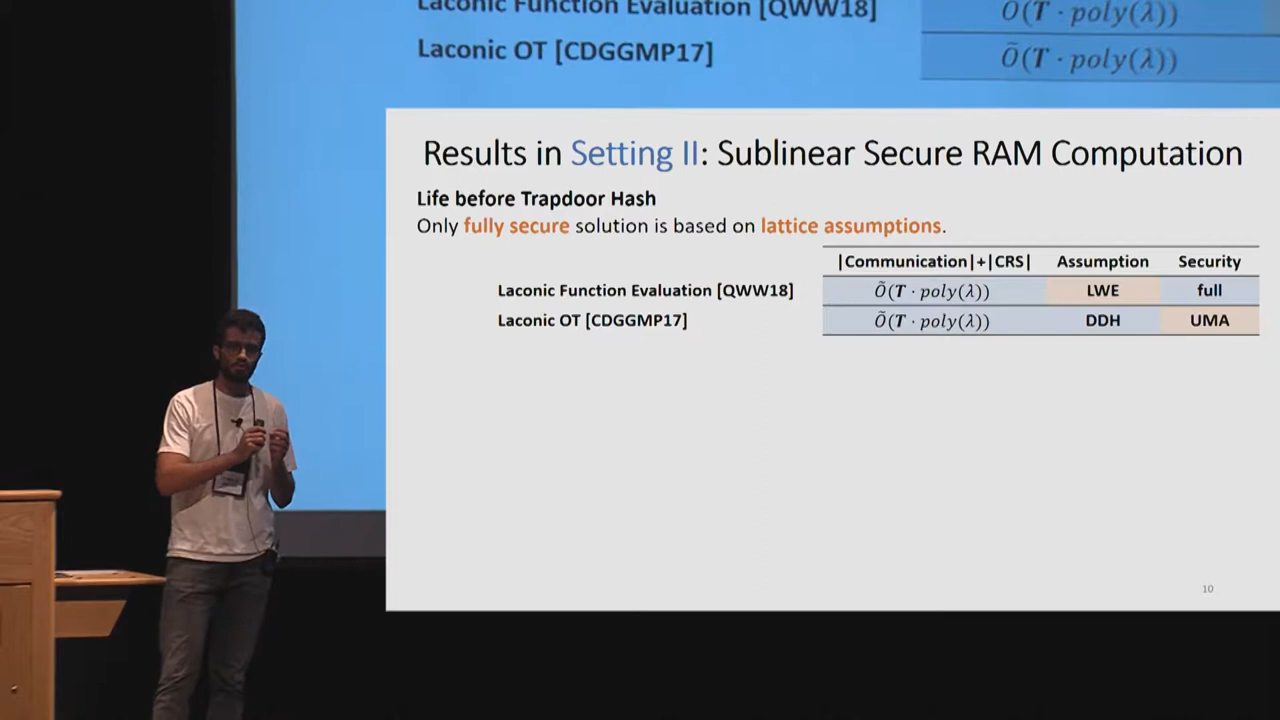 Laconic Function Evaluation [QWW18]
Õ(T · poly(λ))
Laconic OT [CDGGMP17]
Õ(T · poly(λ))
Results in Setting II: Sublinear Secure RAM Computation
Life before Trapdoor Hash
Only fully secure solution is based on lattice assumptions.
|Communication|+|CRS| Assumption Security
Laconic Function Evaluation [QWW18] Õ(T · poly(λ)) LWE full
Laconic OT [CDGGMP17] Õ(T · poly(λ)) DDH UMA
10